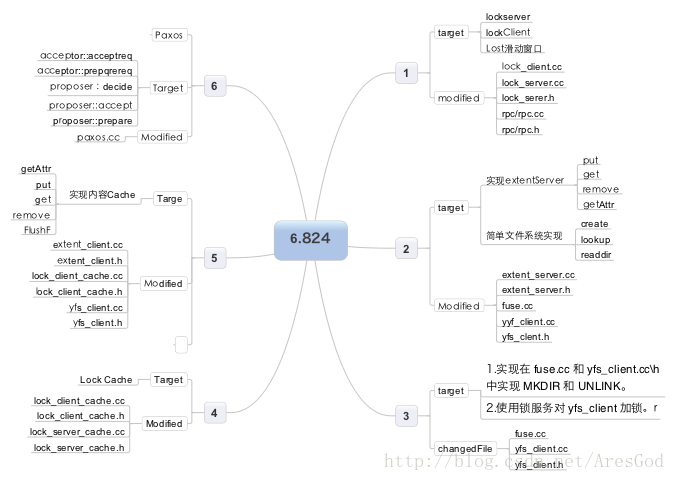 6.824
1
target
lockserver
lockClient
Lost滑动窗口
modified
lock_client.cc
lock_server.cc
lock_serer.h
rpc/rpc.cc
rpc/rpc.h
2
target
实现extentServer
put
get
remove
getAttr
简单文件系统实现
create
lookup
readdir
Modified
extent_server.cc
extent_server.h
fuse.cc
yyf_client.cc
yfs_clent.h
3
target
1.实现在 fuse.cc 和 yfs_client.cc\h
中实现 MKDIR 和 UNLINK。
2.使用锁服务对 yfs_client 加锁。r
changedFile
fuse.cc
yfs_client.cc
yfs_client.h
4
Target
Lock Cache
Modified
lock_client_cache.cc
lock_client_cache.h
lock_server_cache.cc
lock_server_cache.h
5
Targe
实现内容Cache
getAttr
put
get
remove
FlushF
Modified
extent_client.cc
extent_client.h
lock_client_cache.cc
lock_client_cache.h
yfs_client.cc
yfs_client.h
6
Paxos
Target
acceptor::acceptreq
acceptor::prepqrereq
proposer：decide
proposer::accept
proposer::prepare
Modified
paxos.cc
http://blog.csdn.net/AresGod